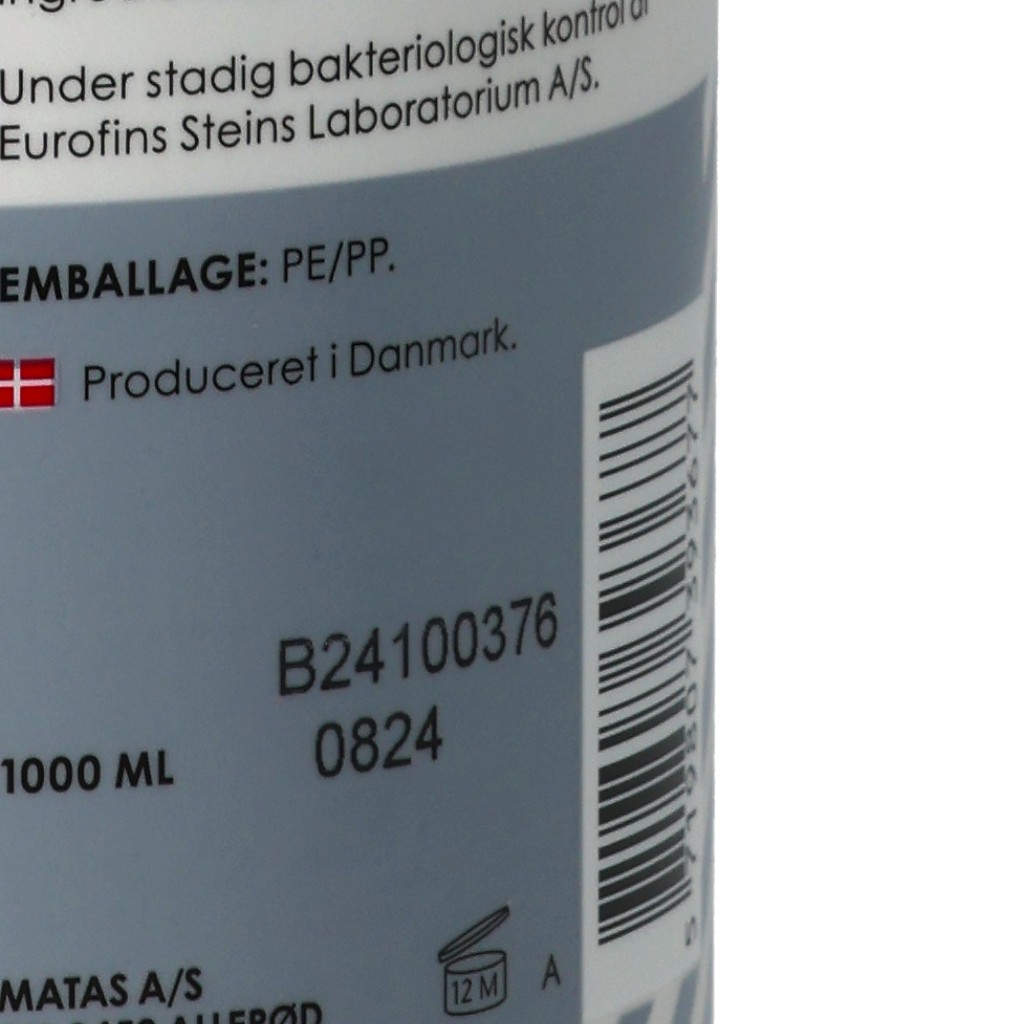 Under stadig bakteriologisk kontrol af
Eurofins Steins Laboratorium A/S.
EMBALLAGE: PE/PP.
Produceret i Danmark.
B24100376
0824
1000 ML
12 M
A
MATAS A/S
ALLERØD